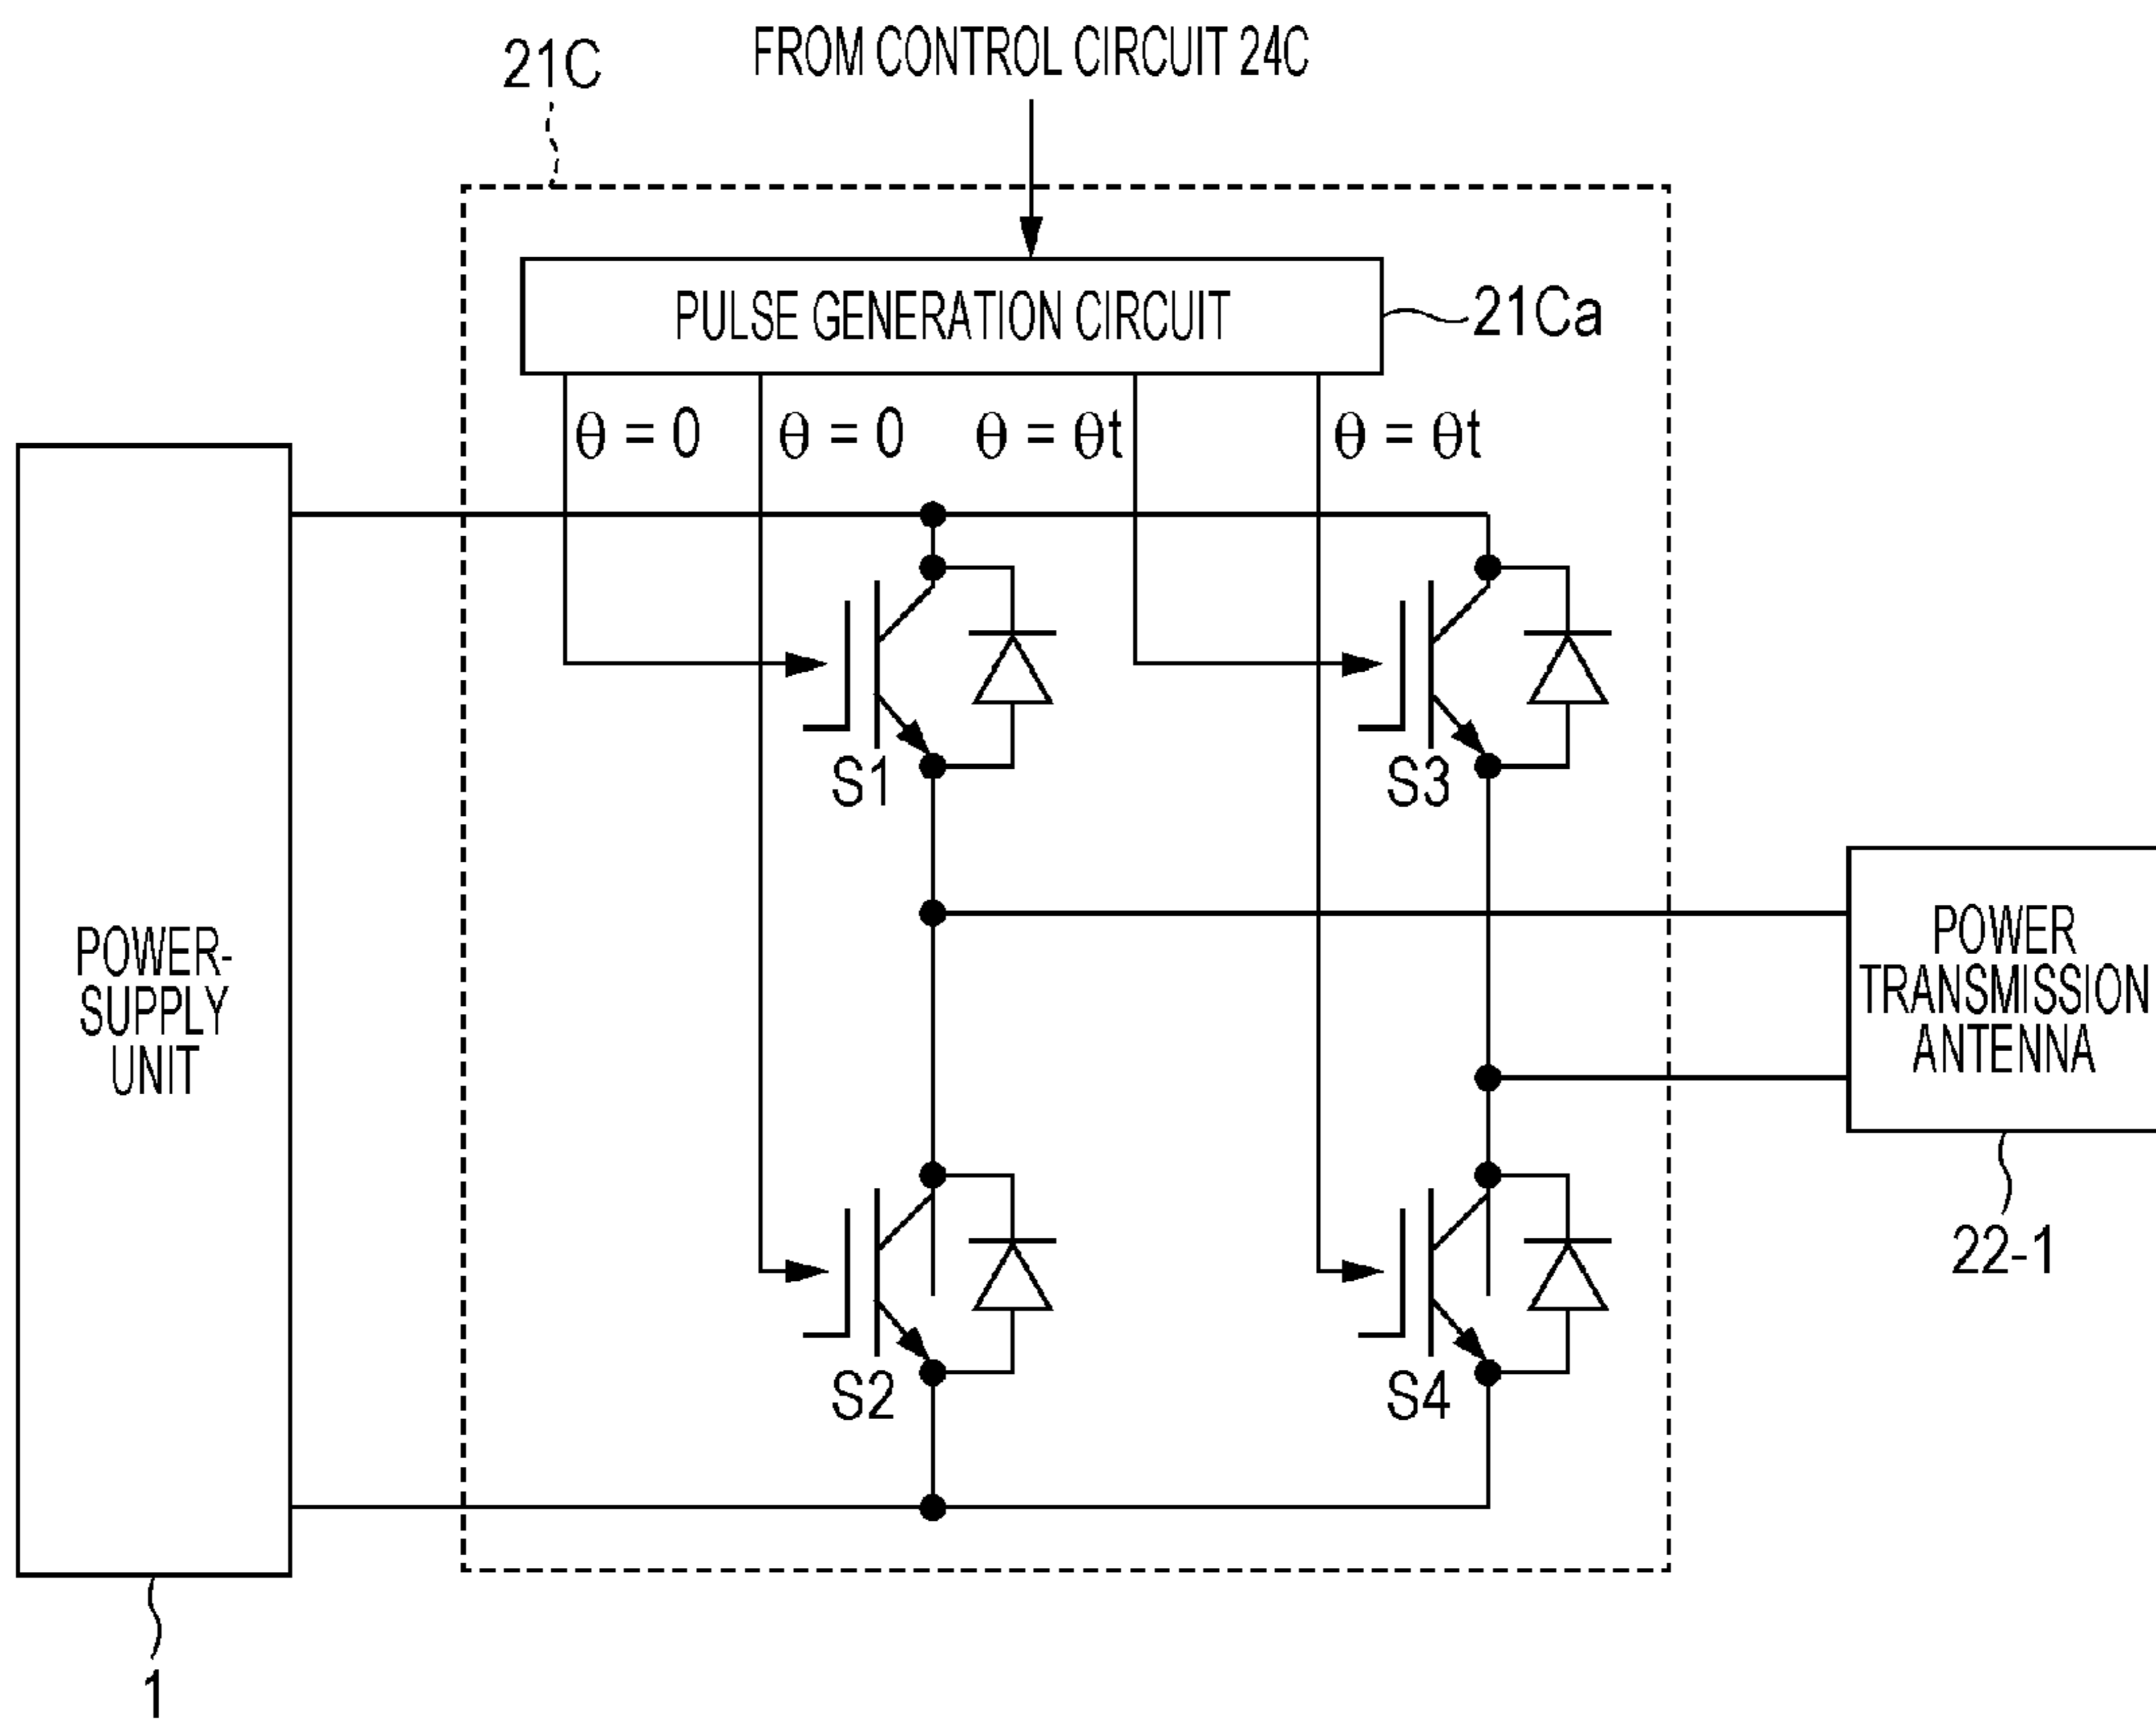 21C
FROM CONTROL CIRCUIT 24C
PULSE GENERATION CIRCUIT
21Ca
θ = 0
θ = 0
θ = θt
θ = θt
S1
S3
POWER-
SUPPLY
UNIT
POWER
TRANSMISSION
ANTENNA
22-1
S2
S4
1